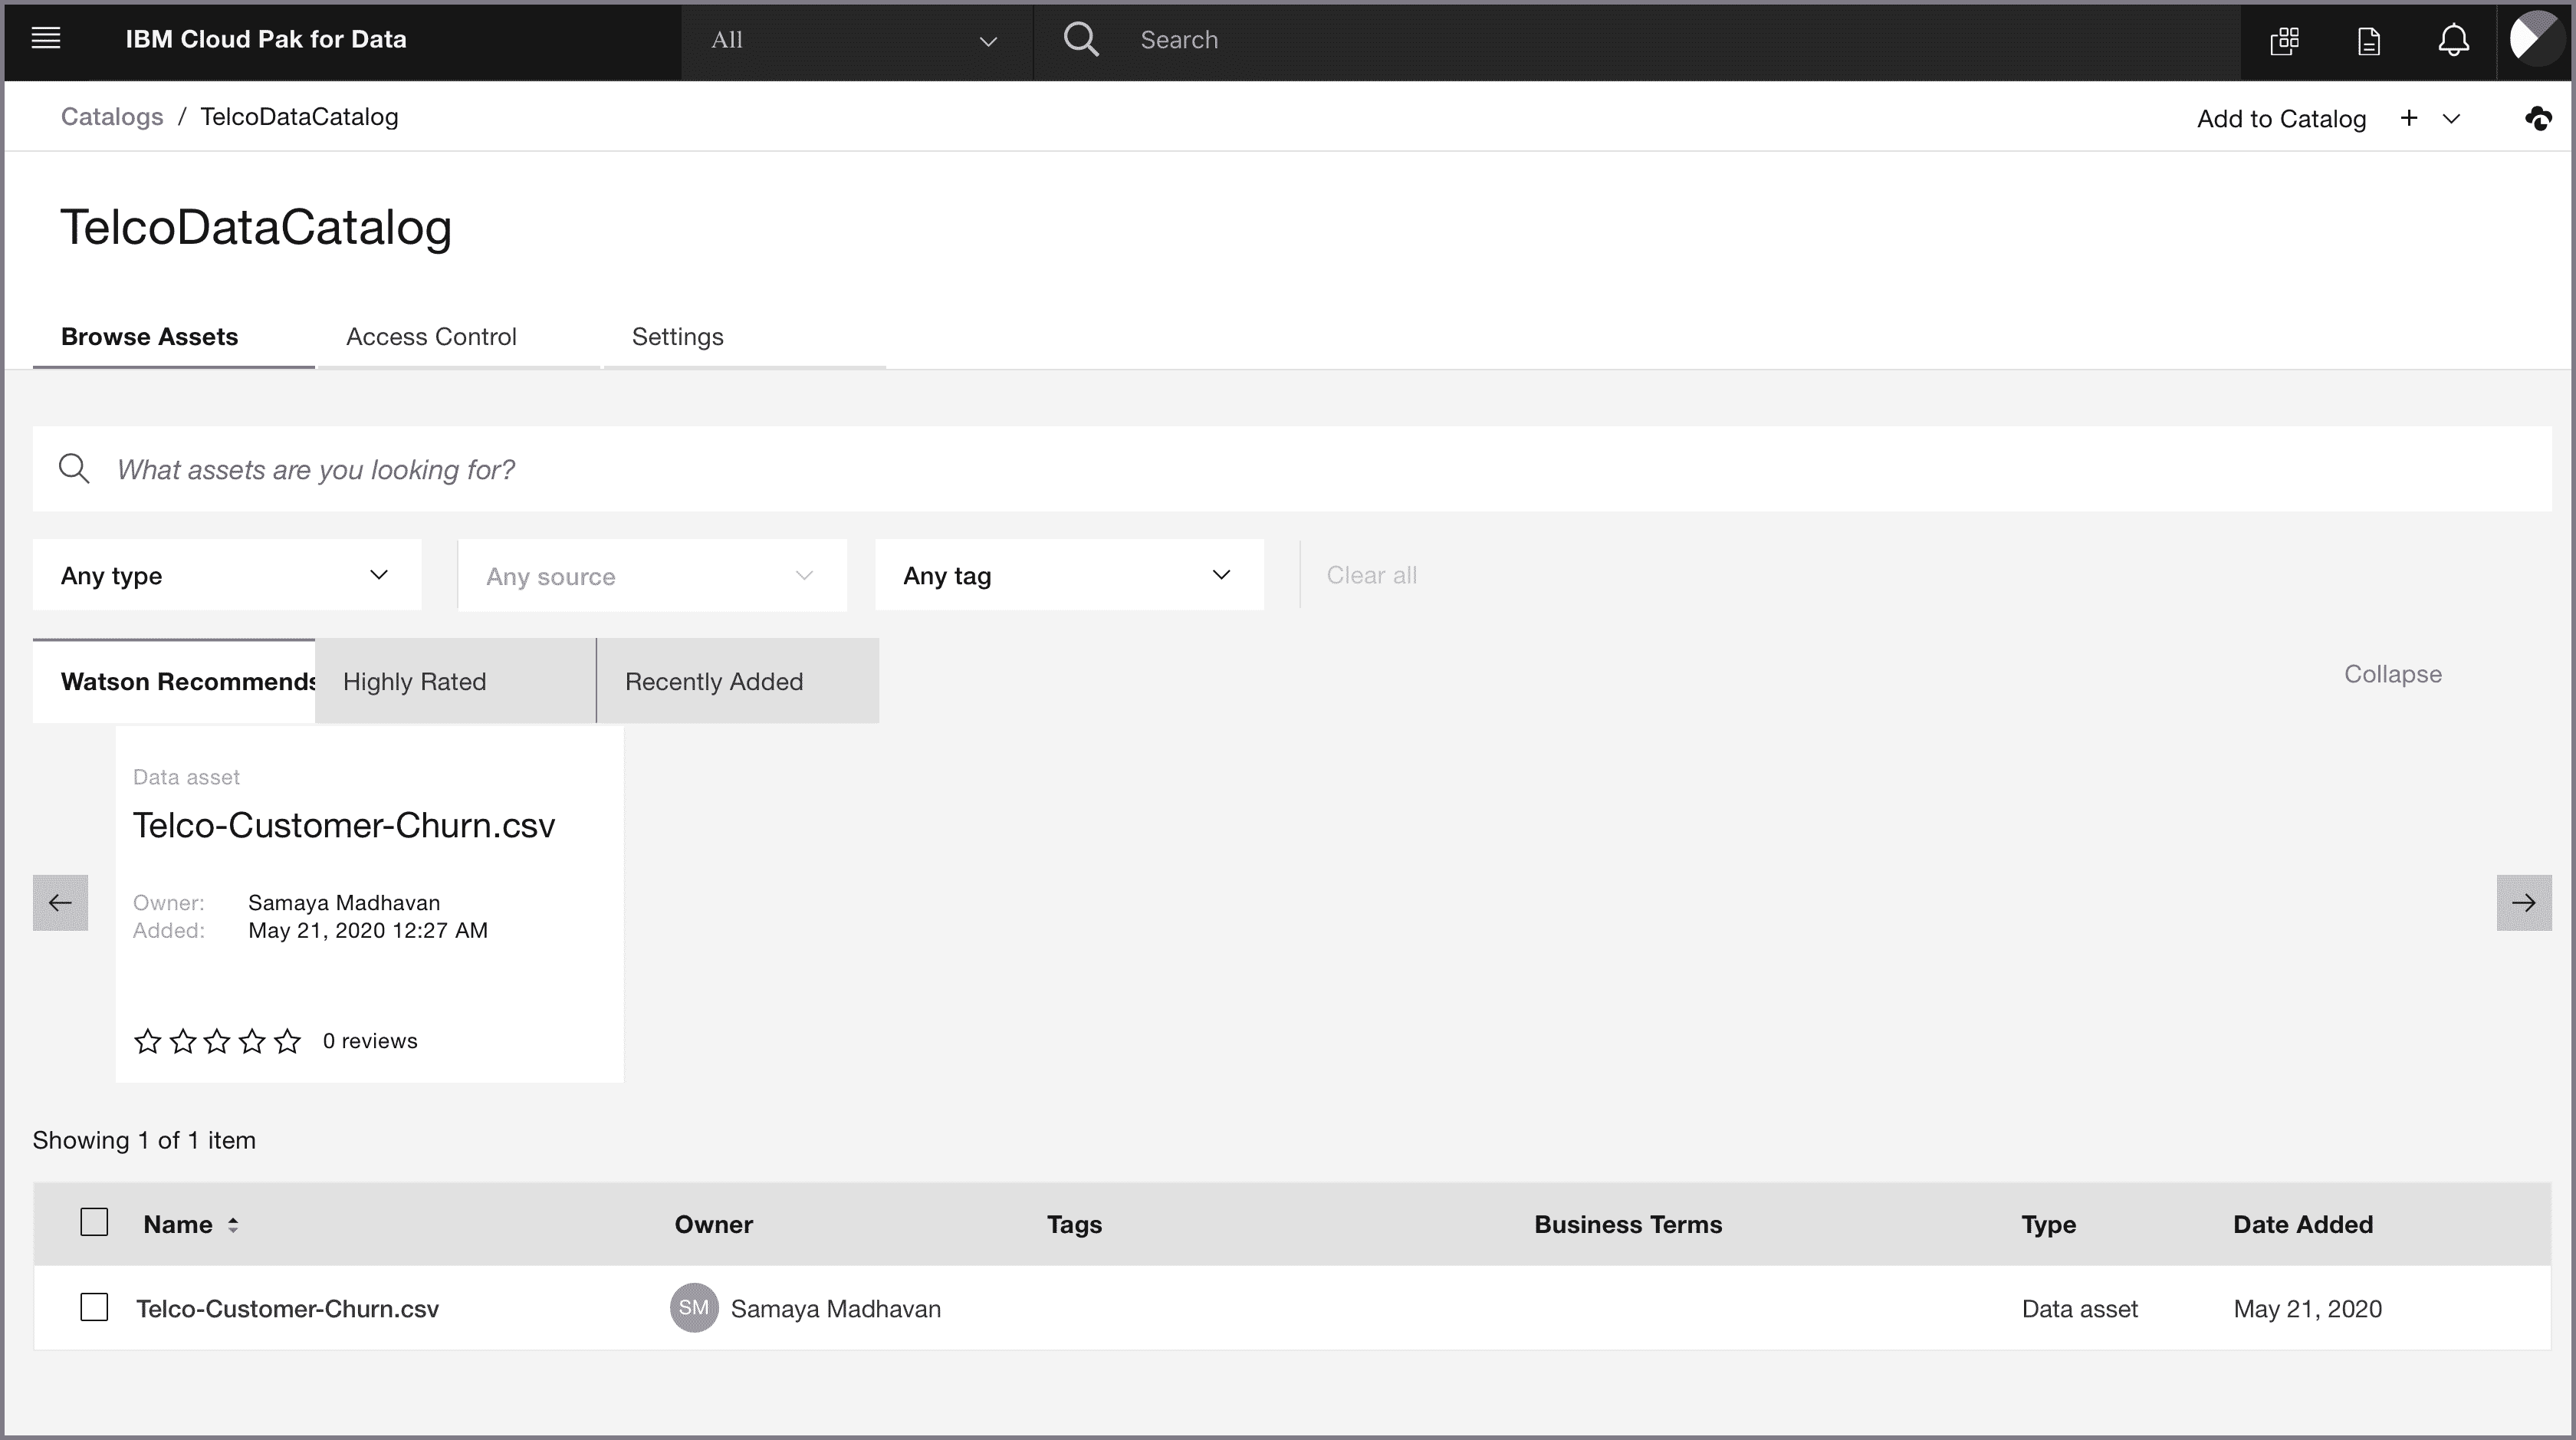 IBM Cloud Pak for Data
All
Search
Catalogs / TelcoDataCatalog
Add to Catalog +
TelcoDataCatalog
Browse Assets
Access Control
Settings
What assets are you looking for?
Any type
Any source
Any tag
Clear all
Watson Recommends
Highly Rated
Recently Added
Collapse
Data asset
Telco-Customer-Churn.csv
Owner: Samaya Madhavan
Added: May 21, 2020 12:27 AM
0 reviews
Showing 1 of 1 item
Name Owner Tags Business Terms Type Date Added
Telco-Customer-Churn.csv SM Samaya Madhavan Data asset May 21, 2020